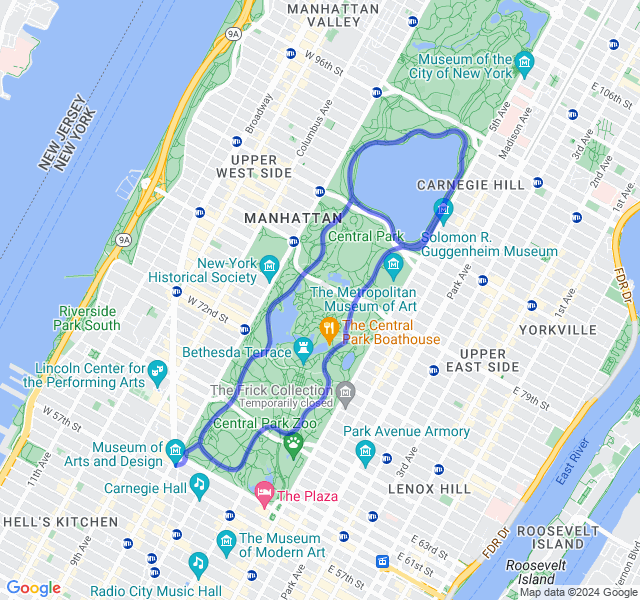 MANHATTAN
VALLEY
9A
W 96th St
Museum of the
City of New York
E 106th St
5th Ave
Madison Ave
3rd Ave
2nd Ave
1st Ave
NEW JERSEY
NEW YORK
Broadway
Columbus Ave
UPPER
WEST SIDE
CARNEGIE HILL
MANHATTAN
Central Park
Solomon R.
Guggenheim Museum
9A
New-York
Historical Society
The Metropolitan
Museum of Art
Park Ave
1st Ave
FDR Dr
W 72nd St
Riverside
Park South
The Central
Park Boathouse
YORKVILLE
Bethesda Terrace
UPPER
EAST SIDE
Lincoln Center for
the Performing Arts
The Frick Collection
Temporarily closed
E 79th St
W 57th St
Central Park Zoo
Museum of
Arts and Design
Park Avenue Armory
3rd Ave
East River
11th Ave
Carnegie Hall
The Plaza
LENOX HILL
HELL'S KITCHEN
The Museum
of Modern Art
E 63rd St
E 61st St
FDR Dr
ROOSEVELT
ISLAND
9th Ave
Radio City Music Hall
Park Ave
E 57th St
Roosevelt
Island
Vernon Blvd
Google
Map data ©2024 Google